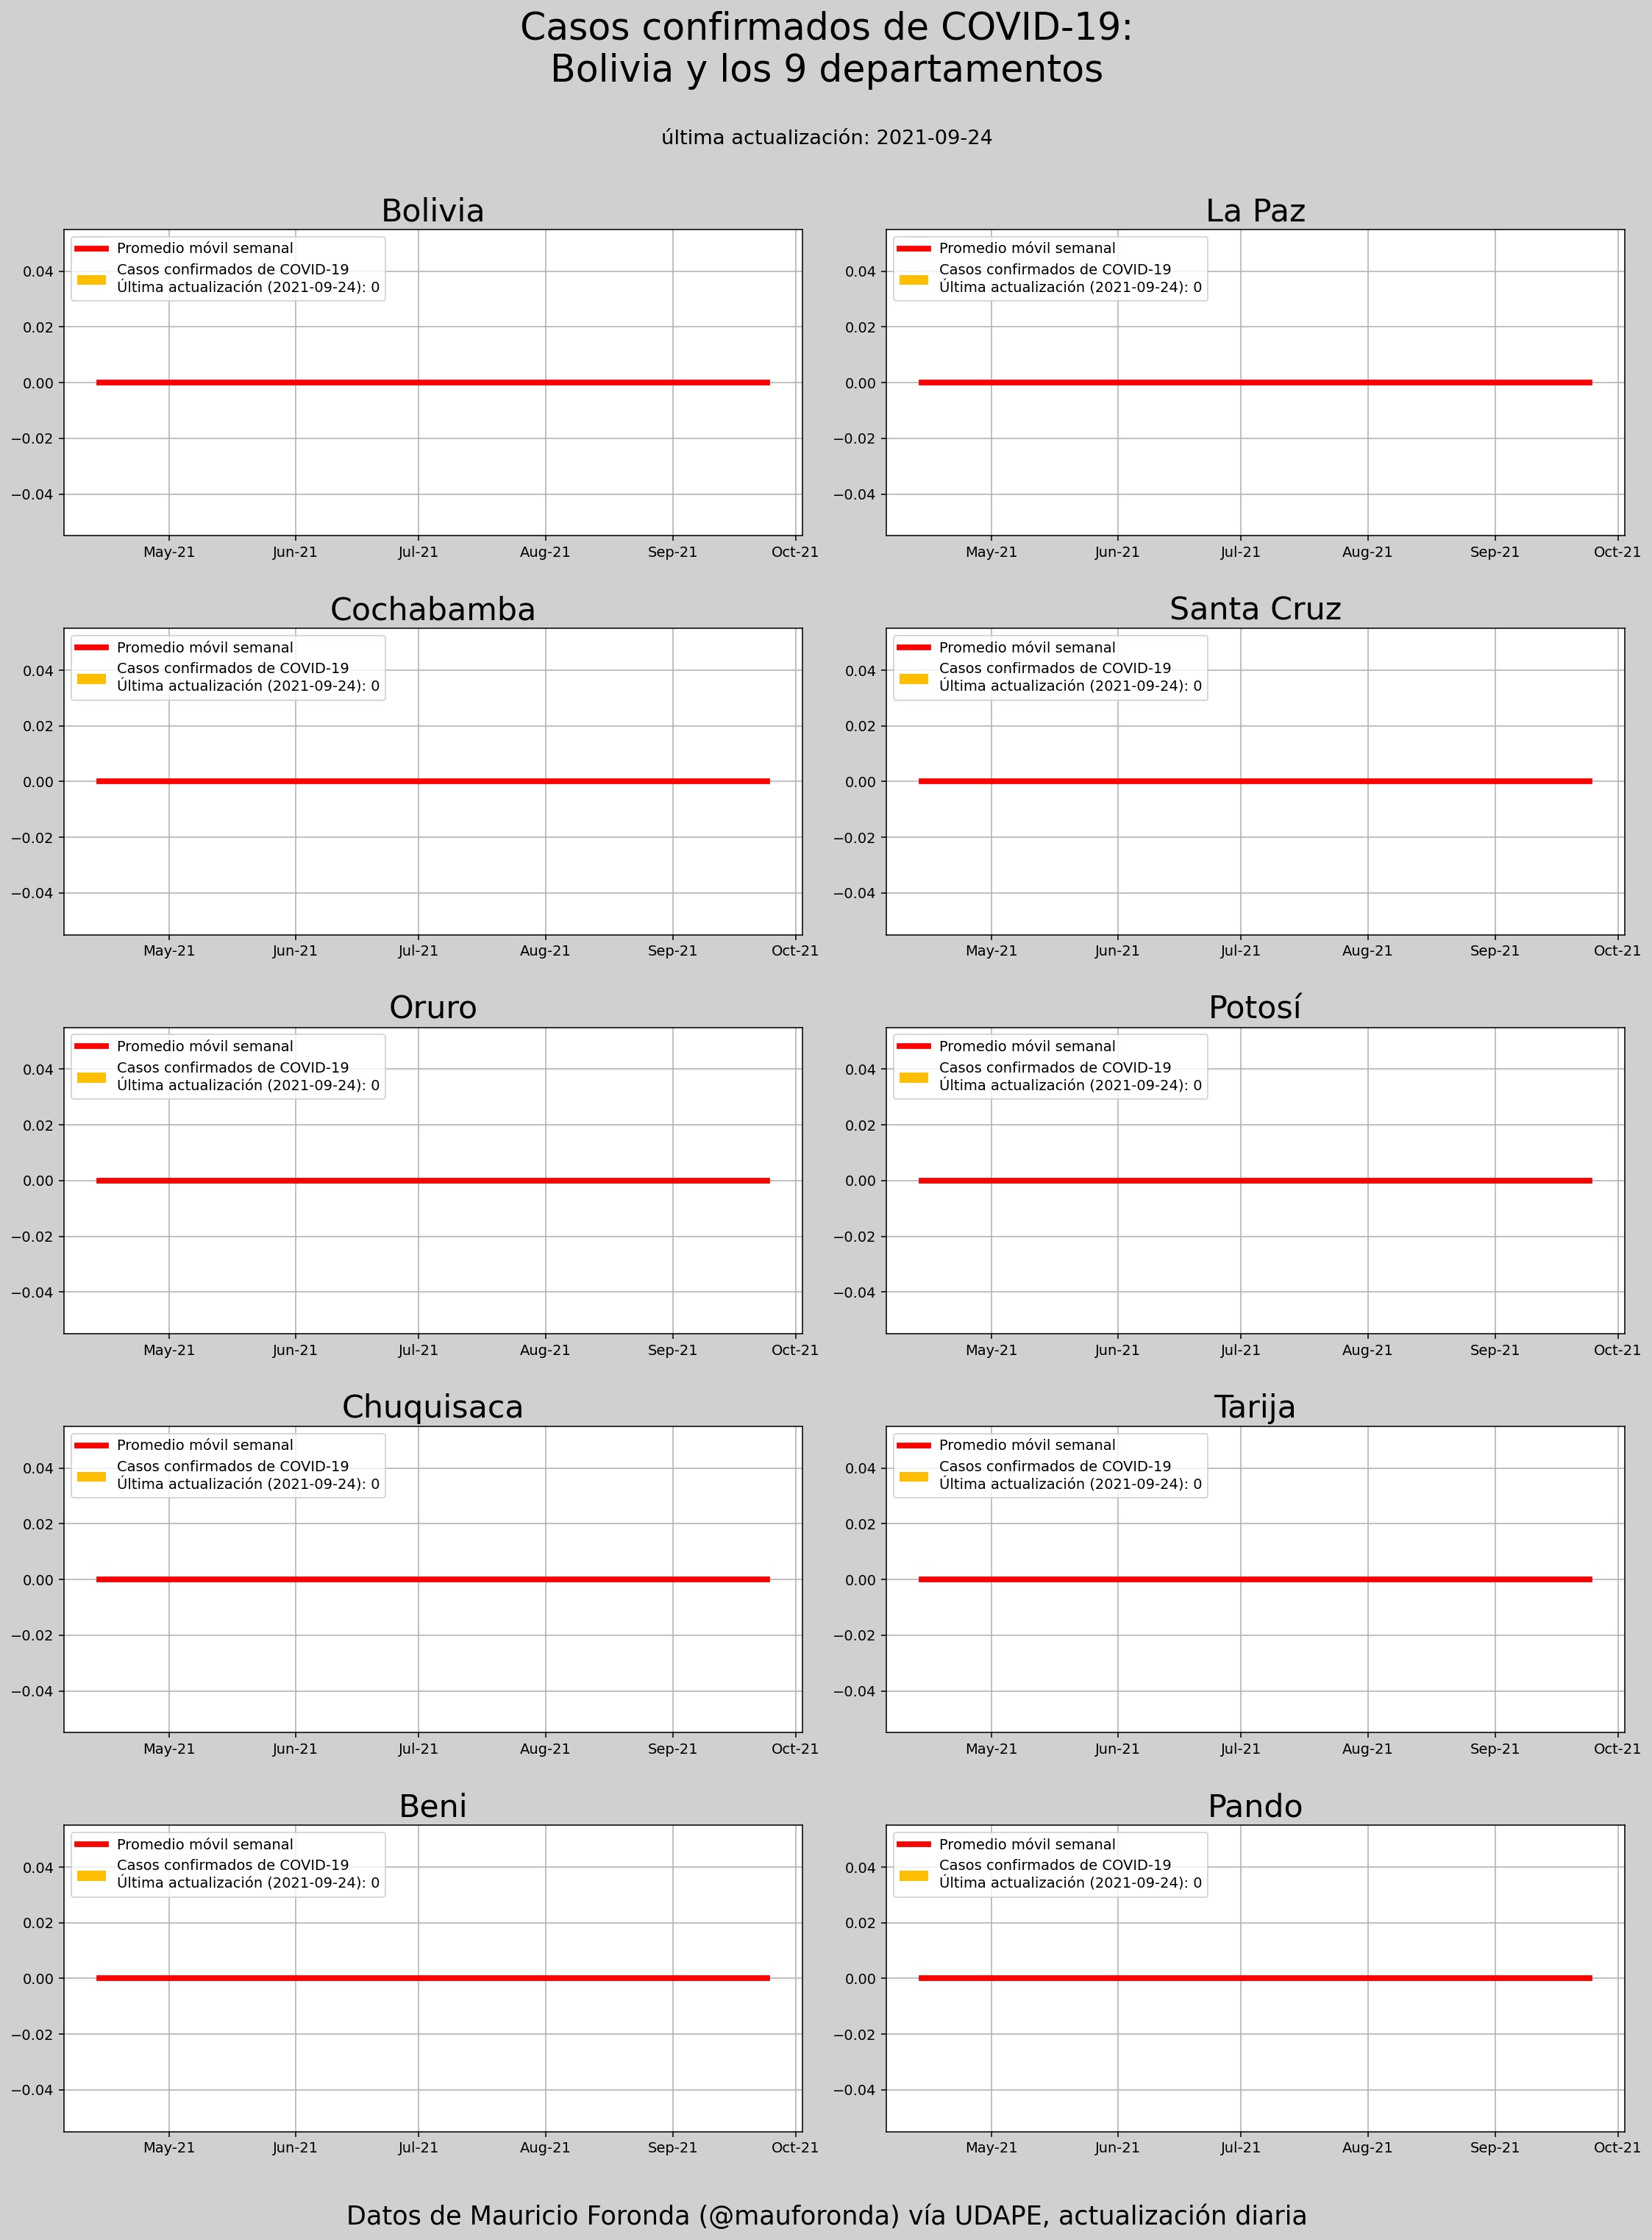 Casos confirmados de COVID-19:
Bolivia y los 9 departamentos
última actualización: 2021-09-24
Bolivia
Promedio móvil semanal
Casos confirmados de COVID-19
Última actualización (2021-09-24): 0
0.04
0.02
0.00
−0.02
−0.04
May-21 Jun-21 Jul-21 Aug-21 Sep-21 Oct-21
La Paz
Promedio móvil semanal
Casos confirmados de COVID-19
Última actualización (2021-09-24): 0
0.04
0.02
0.00
−0.02
−0.04
May-21 Jun-21 Jul-21 Aug-21 Sep-21 Oct-21
Cochabamba
Promedio móvil semanal
Casos confirmados de COVID-19
Última actualización (2021-09-24): 0
0.04
0.02
0.00
−0.02
−0.04
May-21 Jun-21 Jul-21 Aug-21 Sep-21 Oct-21
Santa Cruz
Promedio móvil semanal
Casos confirmados de COVID-19
Última actualización (2021-09-24): 0
0.04
0.02
0.00
−0.02
−0.04
May-21 Jun-21 Jul-21 Aug-21 Sep-21 Oct-21
Oruro
Promedio móvil semanal
Casos confirmados de COVID-19
Última actualización (2021-09-24): 0
0.04
0.02
0.00
−0.02
−0.04
May-21 Jun-21 Jul-21 Aug-21 Sep-21 Oct-21
Potosí
Promedio móvil semanal
Casos confirmados de COVID-19
Última actualización (2021-09-24): 0
0.04
0.02
0.00
−0.02
−0.04
May-21 Jun-21 Jul-21 Aug-21 Sep-21 Oct-21
Chuquisaca
Promedio móvil semanal
Casos confirmados de COVID-19
Última actualización (2021-09-24): 0
0.04
0.02
0.00
−0.02
−0.04
May-21 Jun-21 Jul-21 Aug-21 Sep-21 Oct-21
Tarija
Promedio móvil semanal
Casos confirmados de COVID-19
Última actualización (2021-09-24): 0
0.04
0.02
0.00
−0.02
−0.04
May-21 Jun-21 Jul-21 Aug-21 Sep-21 Oct-21
Beni
Promedio móvil semanal
Casos confirmados de COVID-19
Última actualización (2021-09-24): 0
0.04
0.02
0.00
−0.02
−0.04
May-21 Jun-21 Jul-21 Aug-21 Sep-21 Oct-21
Pando
Promedio móvil semanal
Casos confirmados de COVID-19
Última actualización (2021-09-24): 0
0.04
0.02
0.00
−0.02
−0.04
May-21 Jun-21 Jul-21 Aug-21 Sep-21 Oct-21
Datos de Mauricio Foronda (@mauforonda) vía UDAPE, actualización diaria